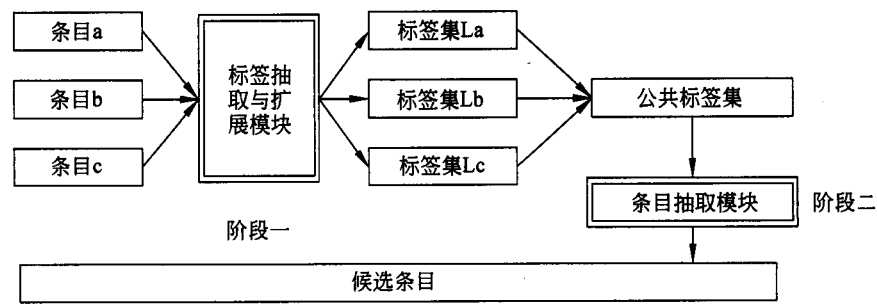 条目a
条目b
条目c
标签抽
取与扩
展模块
标签集La
标签集Lb
标签集Lc
公共标签集
条目抽取模块
阶段二
阶段一
候选条目